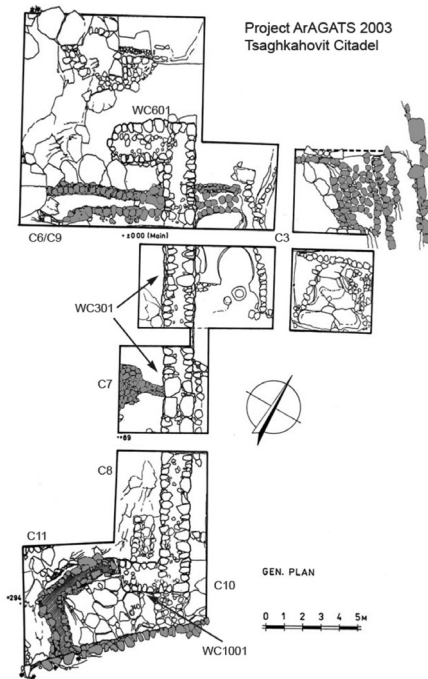 Project ArAGATS 2003
Tsaghkahovit Citadel
WC601
C6/C9
±000 (Main)
C3
WC301
C7
+89
C8
C11
+294
C10
WC1001
GEN. PLAN
0 1 2 3 4 5M